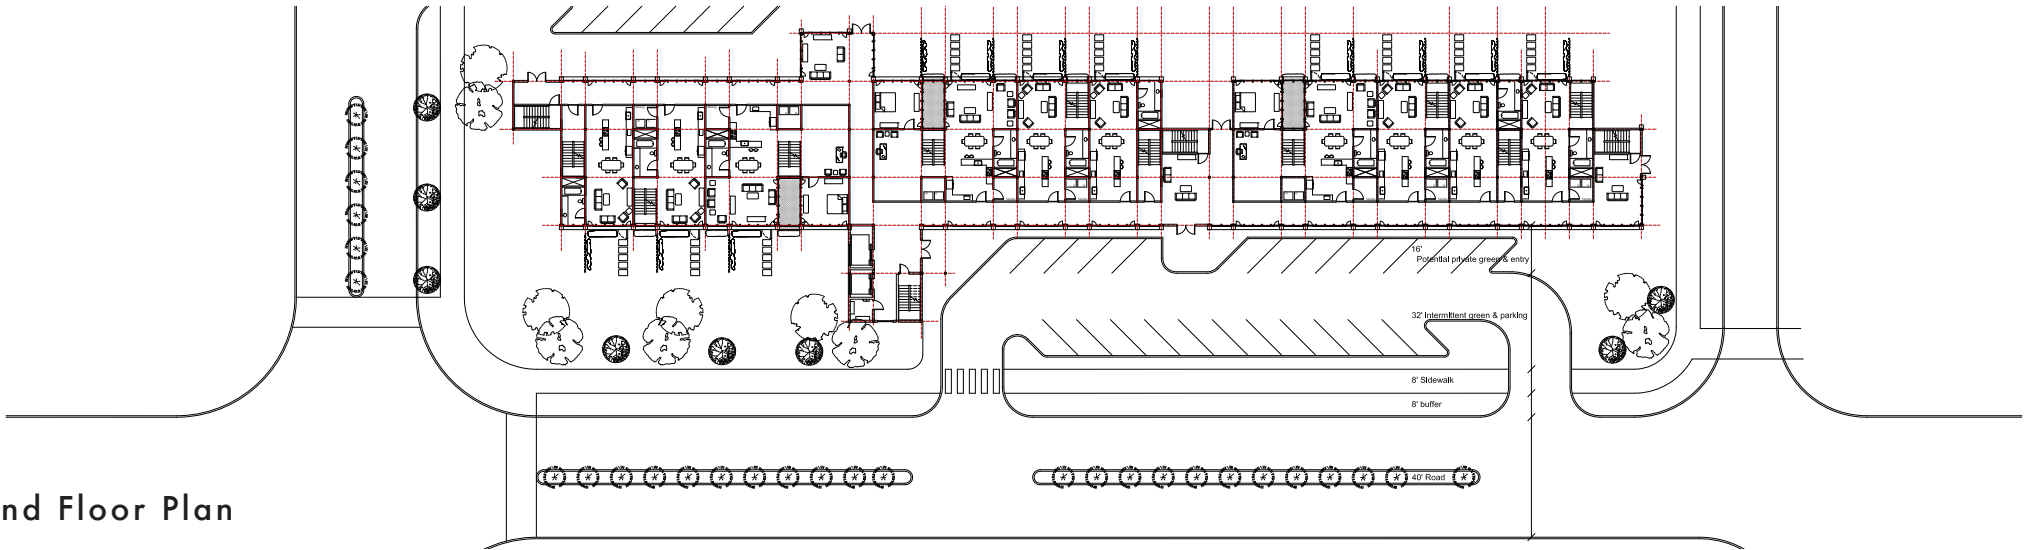 16'
Potential private green & entry
32' Intermittent green & parking
8' Sidewalk
8' buffer
40' Road
nd Floor Plan